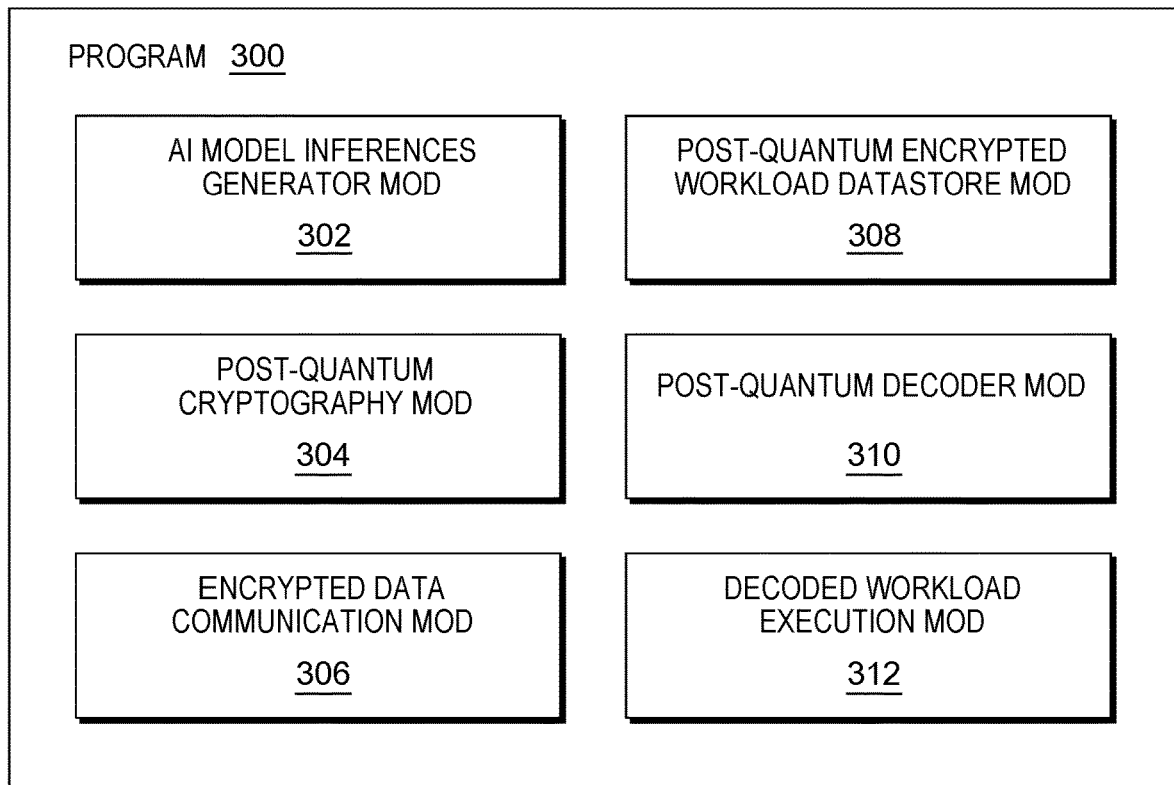 PROGRAM 300
AI MODEL INFERENCES
GENERATOR MOD
302
POST-QUANTUM
CRYPTOGRAPHY MOD
304
ENCRYPTED DATA
COMMUNICATION MOD
306
POST-QUANTUM ENCRYPTED
WORKLOAD DATASTORE MOD
308
POST-QUANTUM DECODER MOD
310
DECODED WORKLOAD
EXECUTION MOD
312